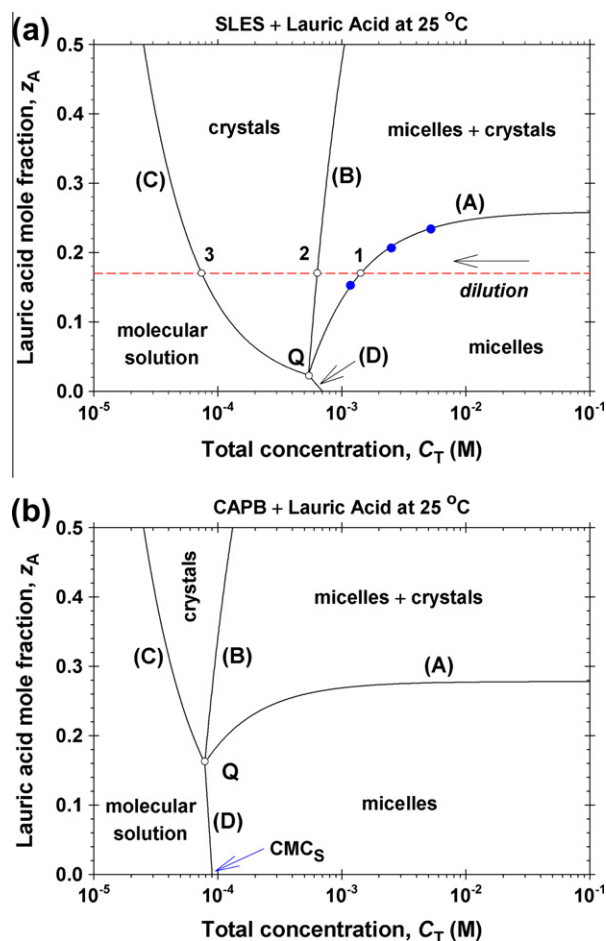 (a)
SLES + Lauric Acid at 25 °C
0.5
0.4
0.3
0.2
0.1
0.0
Lauric acid mole fraction, zA
crystals
micelles + crystals
(C)
(B)
(A)
3
2
1
dilution
molecular
solution
Q
(D)
micelles
10-5
10-4
10-3
10-2
10-1
Total concentration, CT (M)
(b)
CAPB + Lauric Acid at 25 °C
0.5
0.4
0.3
0.2
0.1
0.0
Lauric acid mole fraction, zA
crystals
micelles + crystals
(C)
(B)
(A)
Q
molecular
solution
(D)
micelles
CMCS
10-5
10-4
10-3
10-2
10-1
Total concentration, CT (M)